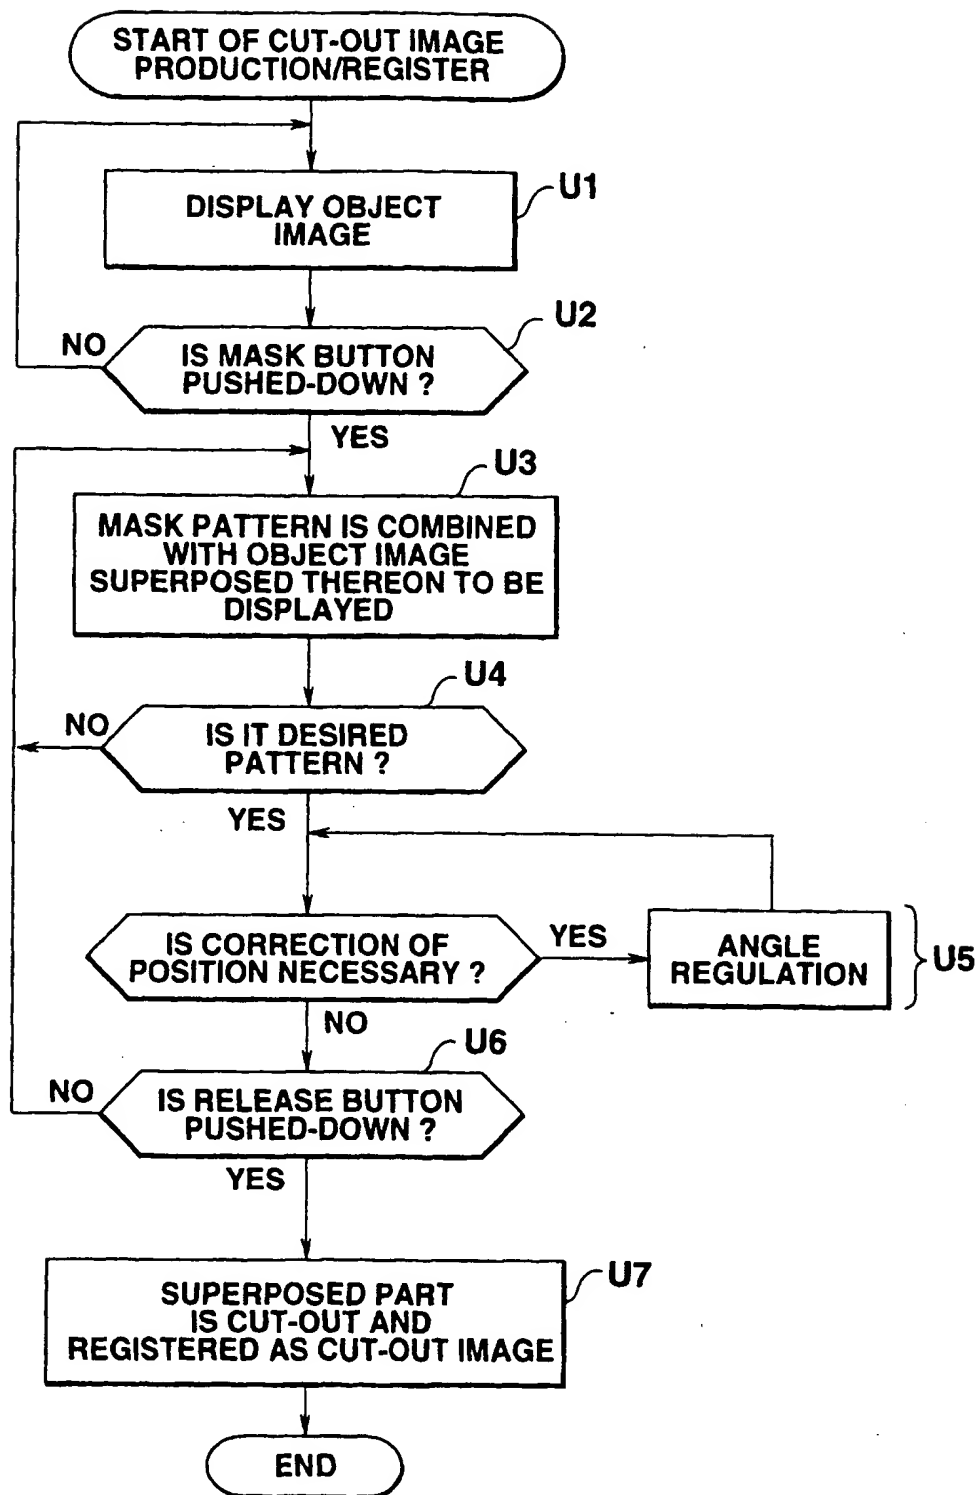 START OF CUT-OUT IMAGE
PRODUCTION/REGISTER
DISPLAY OBJECT
IMAGE
U1
U2
NO
IS MASK BUTTON
PUSHED-DOWN ?
YES
U3
MASK PATTERN IS COMBINED
WITH OBJECT IMAGE
SUPERPOSED THEREON TO BE
DISPLAYED
U4
NO
IS IT DESIRED
PATTERN ?
YES
IS CORRECTION OF
POSITION NECESSARY ?
YES
ANGLE
REGULATION
U5
NO
U6
NO
IS RELEASE BUTTON
PUSHED-DOWN ?
YES
U7
SUPERPOSED PART
IS CUT-OUT AND
REGISTERED AS CUT-OUT IMAGE
END